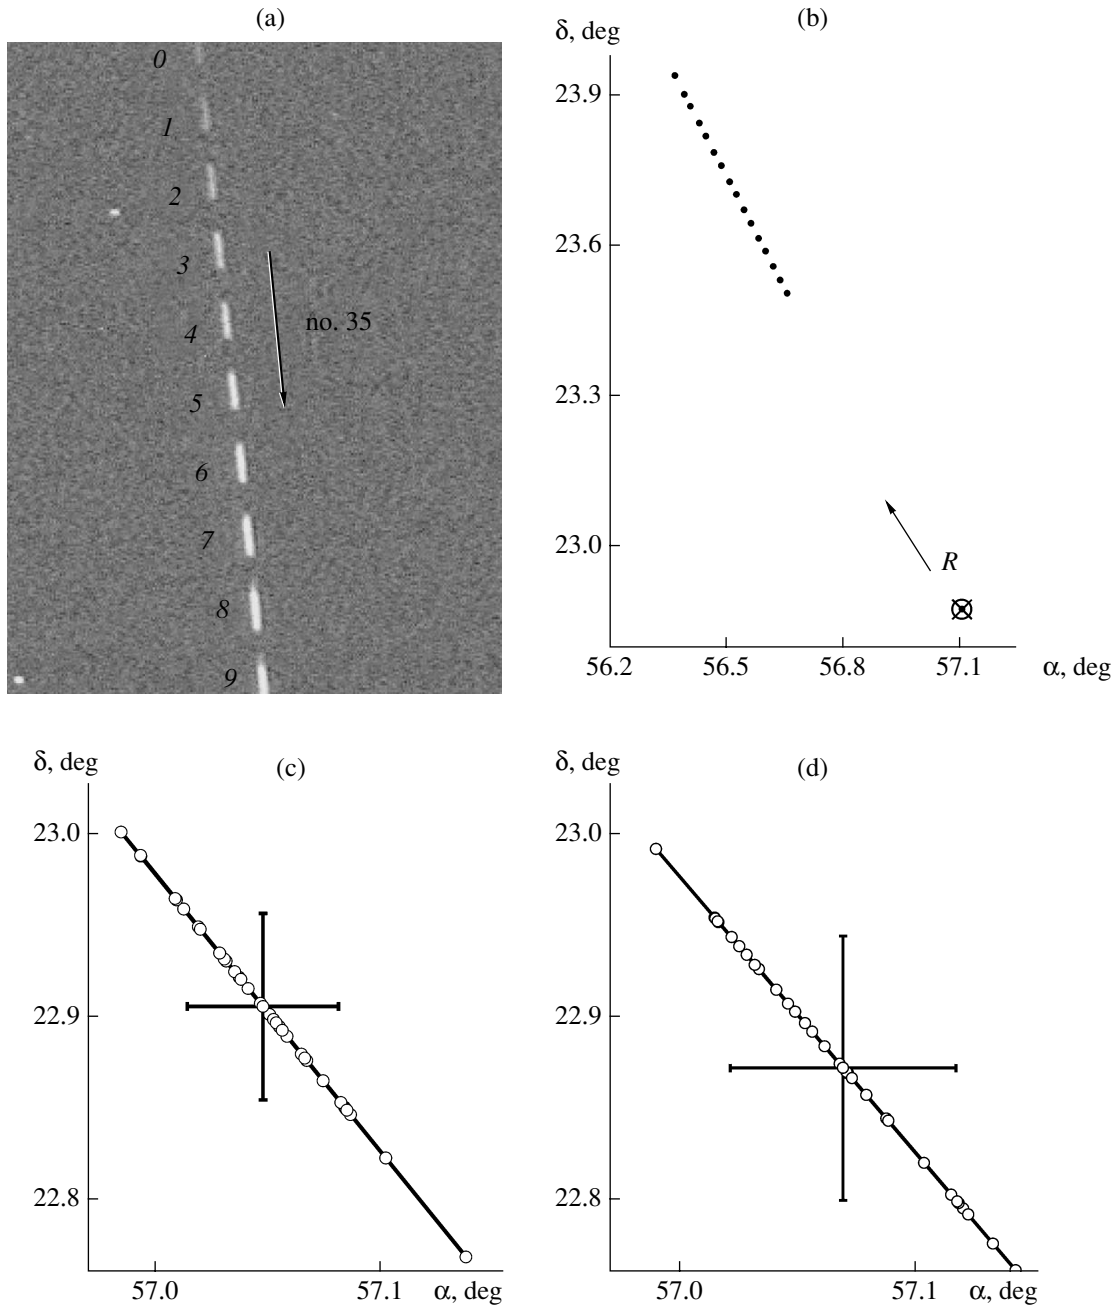 (a)
0
1
2
3
4
5
6
7
8
9
no. 35
(b)
δ, deg
23.9
23.6
23.3
23.0
R
56.2 56.5 56.8 57.1 α, deg
(c)
δ, deg
23.0
22.9
22.8
57.0 57.1 α, deg
(d)
δ, deg
23.0
22.9
22.8
57.0 57.1 α, deg